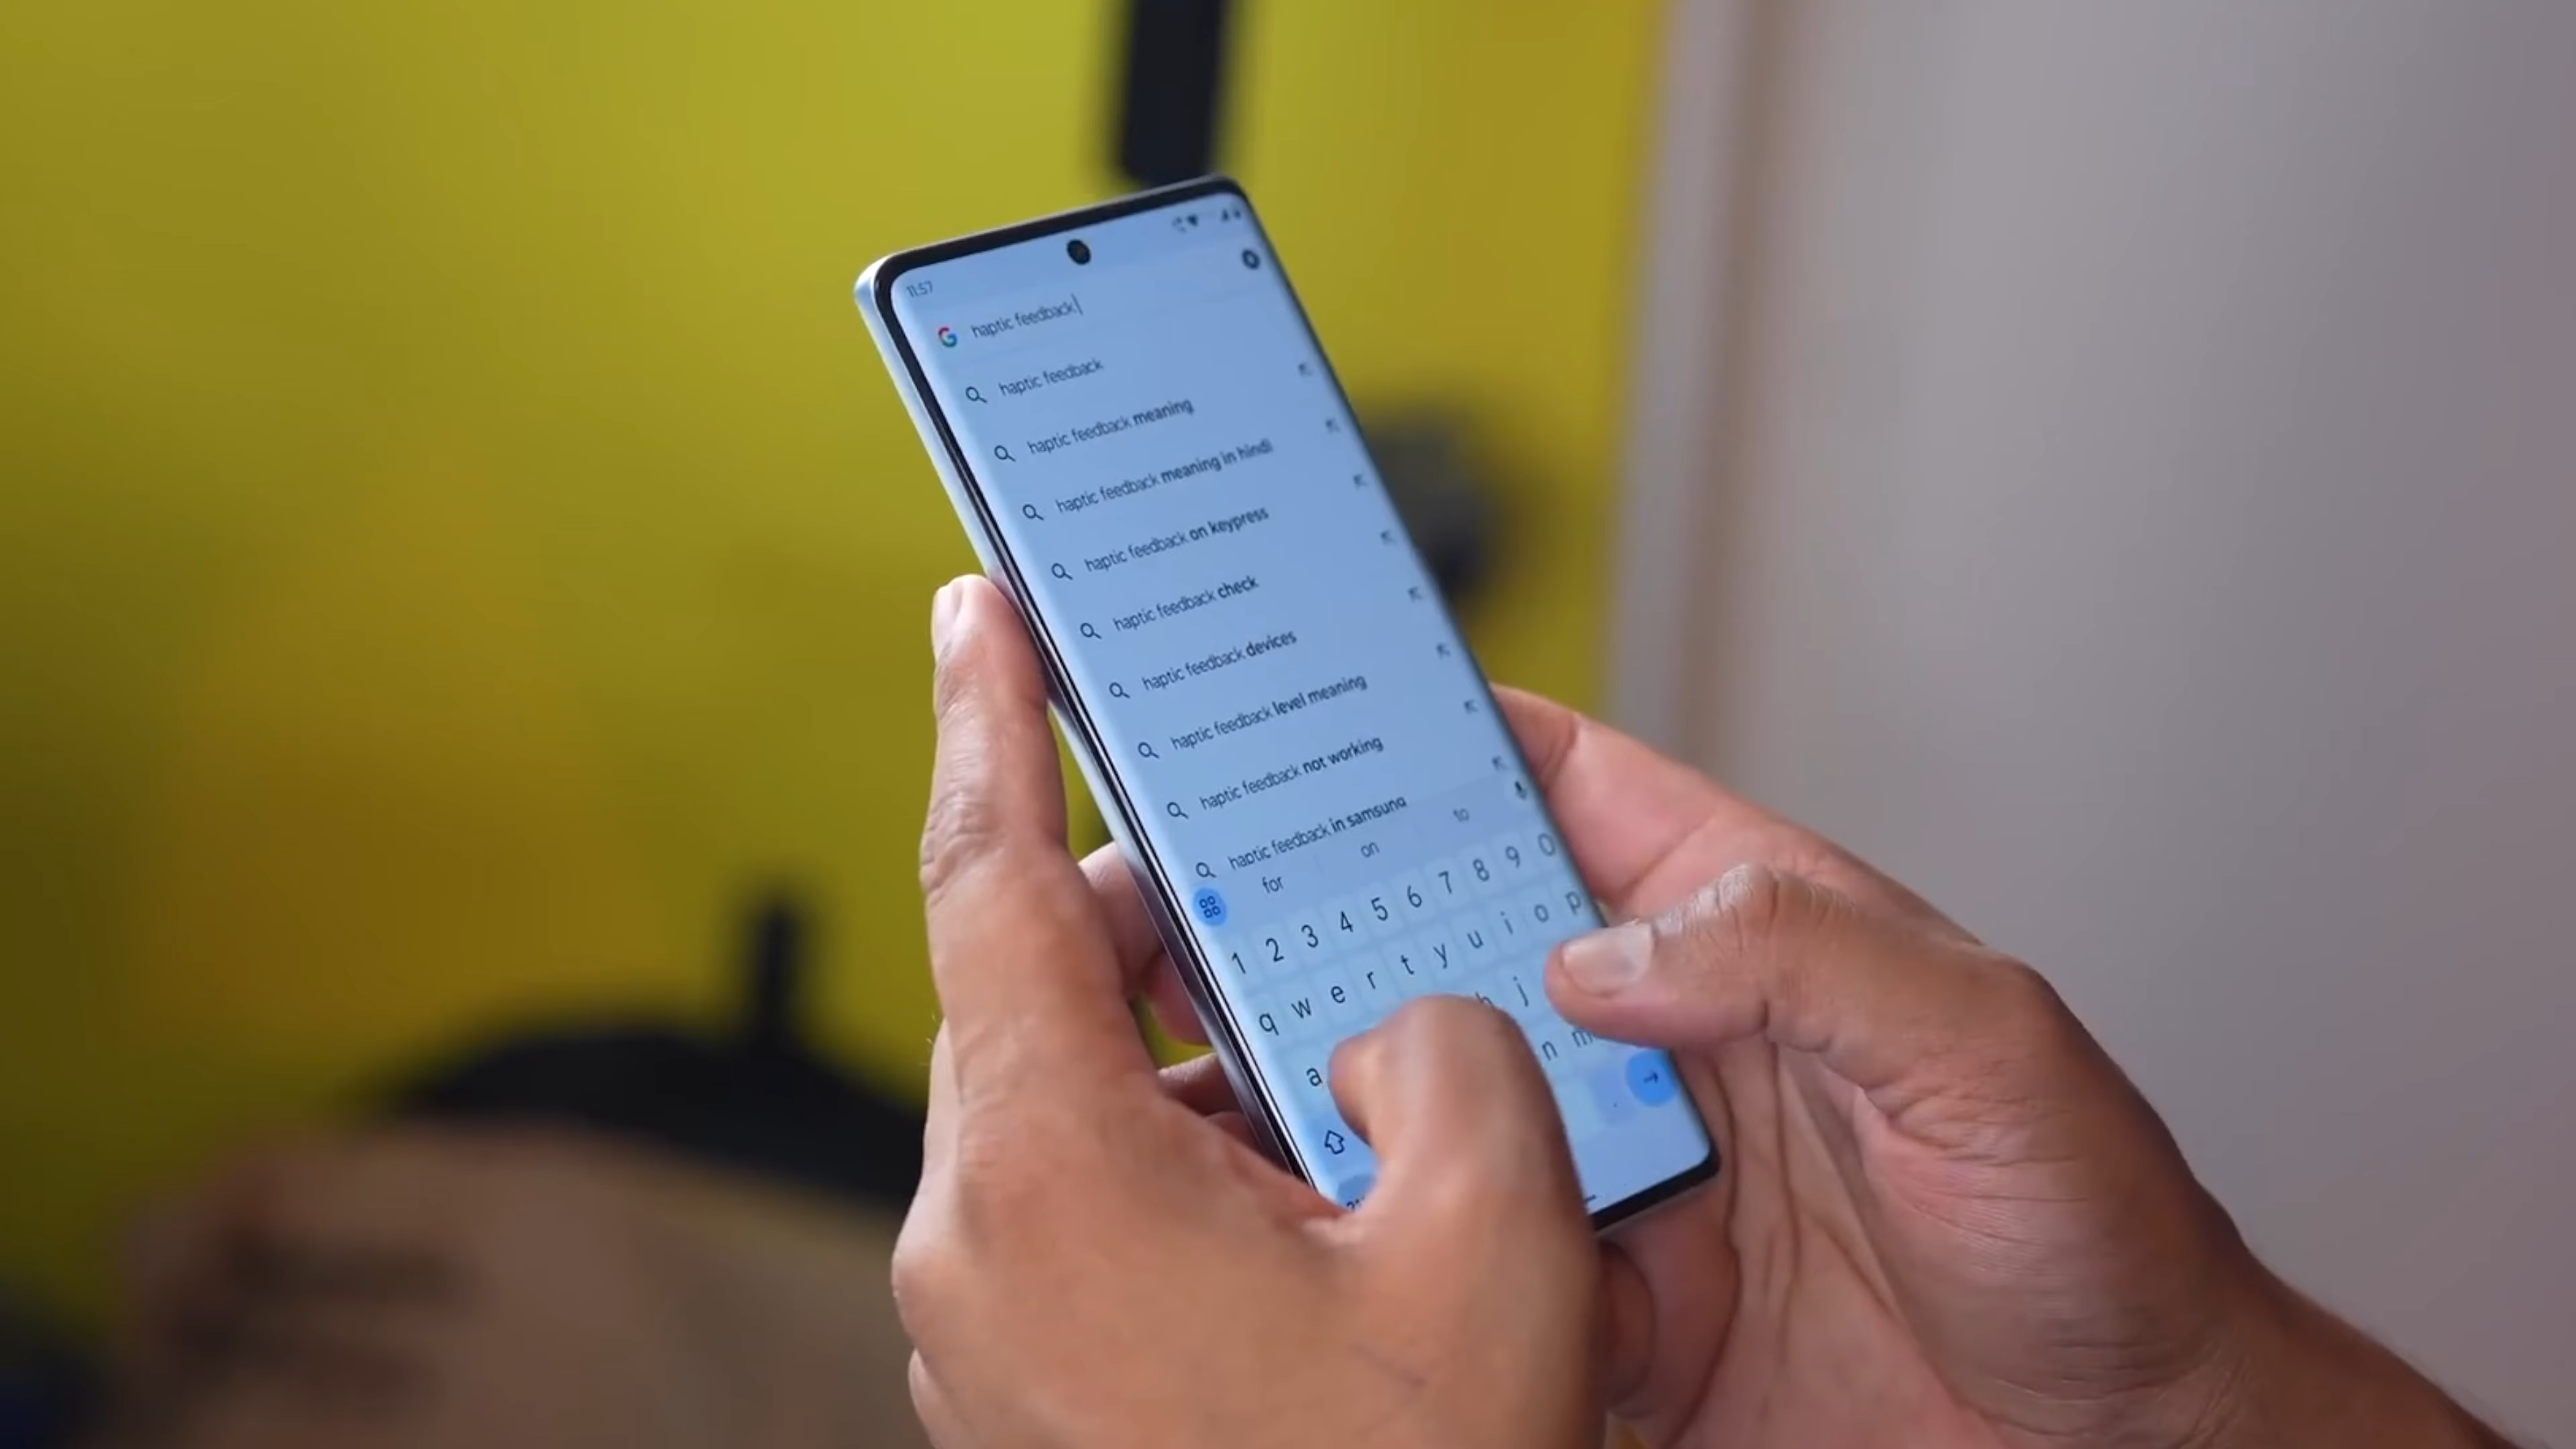 11:57
haptic feedback
haptic feedback
haptic feedback meaning
haptic feedback meaning in hindi
haptic feedback on keypress
haptic feedback check
haptic feedback devices
haptic feedback level meaning
haptic feedback not working
haptic feedback in samsung
for on to
1 2 3 4 5 6 7 8 9 0
q w e r t y u i o p
a h j
n m
.